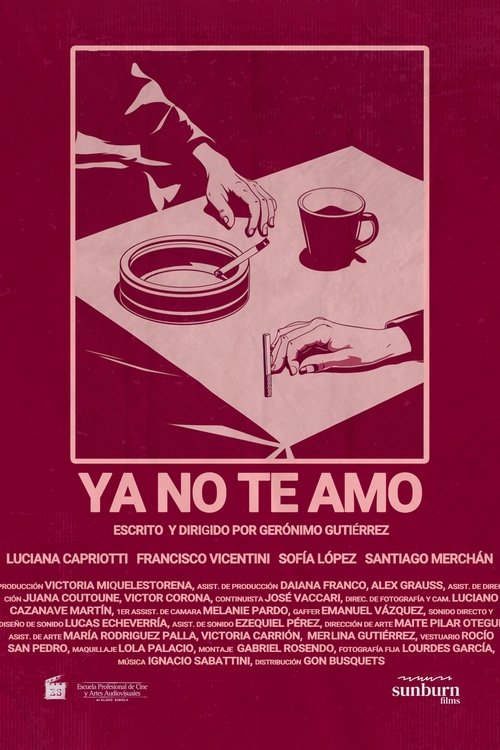 YA NO TE AMO
ESCRITO Y DIRIGIDO POR GERÓNIMO GUTIÉRREZ
LUCIANA CAPRIOTTI FRANCISCO VICENTINI SOFÍA LÓPEZ SANTIAGO MERCHÁN
PRODUCCIÓN VICTORIA MIQUELESTORENA, ASIST. DE PRODUCCIÓN DAIANA FRANCO, ALEX GRAUSS, ASIST. DE DIREC
CIÓN JUANA COUTOUNE, VICTOR CORONA, CONTINUISTA JOSÉ VACCARI, DIREC. DE FOTOGRAFÍA Y CAM. LUCIANO
CAZANAVE MARTÍN, 1ER ASSIST. DE CAMARA MELANIE PARDO, GAFFER EMANUEL VÁZQUEZ, SONIDO DIRECTO Y
DISEÑO DE SONIDO LUCAS ECHEVERRÍA, ASIST. DE SONIDO EZEQUIEL PÉREZ, DIRECCIÓN DE ARTE MAITE PILAR OTEGUI
ASIST. DE ARTE MARÍA RODRIGUEZ PALLA, VICTORIA CARRIÓN, MERLINA GUTIÉRREZ, VESTUARIO ROCÍO
SAN PEDRO, MAQUILLAJE LOLA PALACIO, MONTAJE GABRIEL ROSENDO, FOTOGRAFÍA FIJA LOURDES GARCÍA,
MÚSICA IGNACIO SABATTINI, DISTRIBUCIÓN GON BUSQUETS
Escuela Profesional de Cine
y Artes Audiovisuales
DE ELISEO SUBIELA
sunburn
films